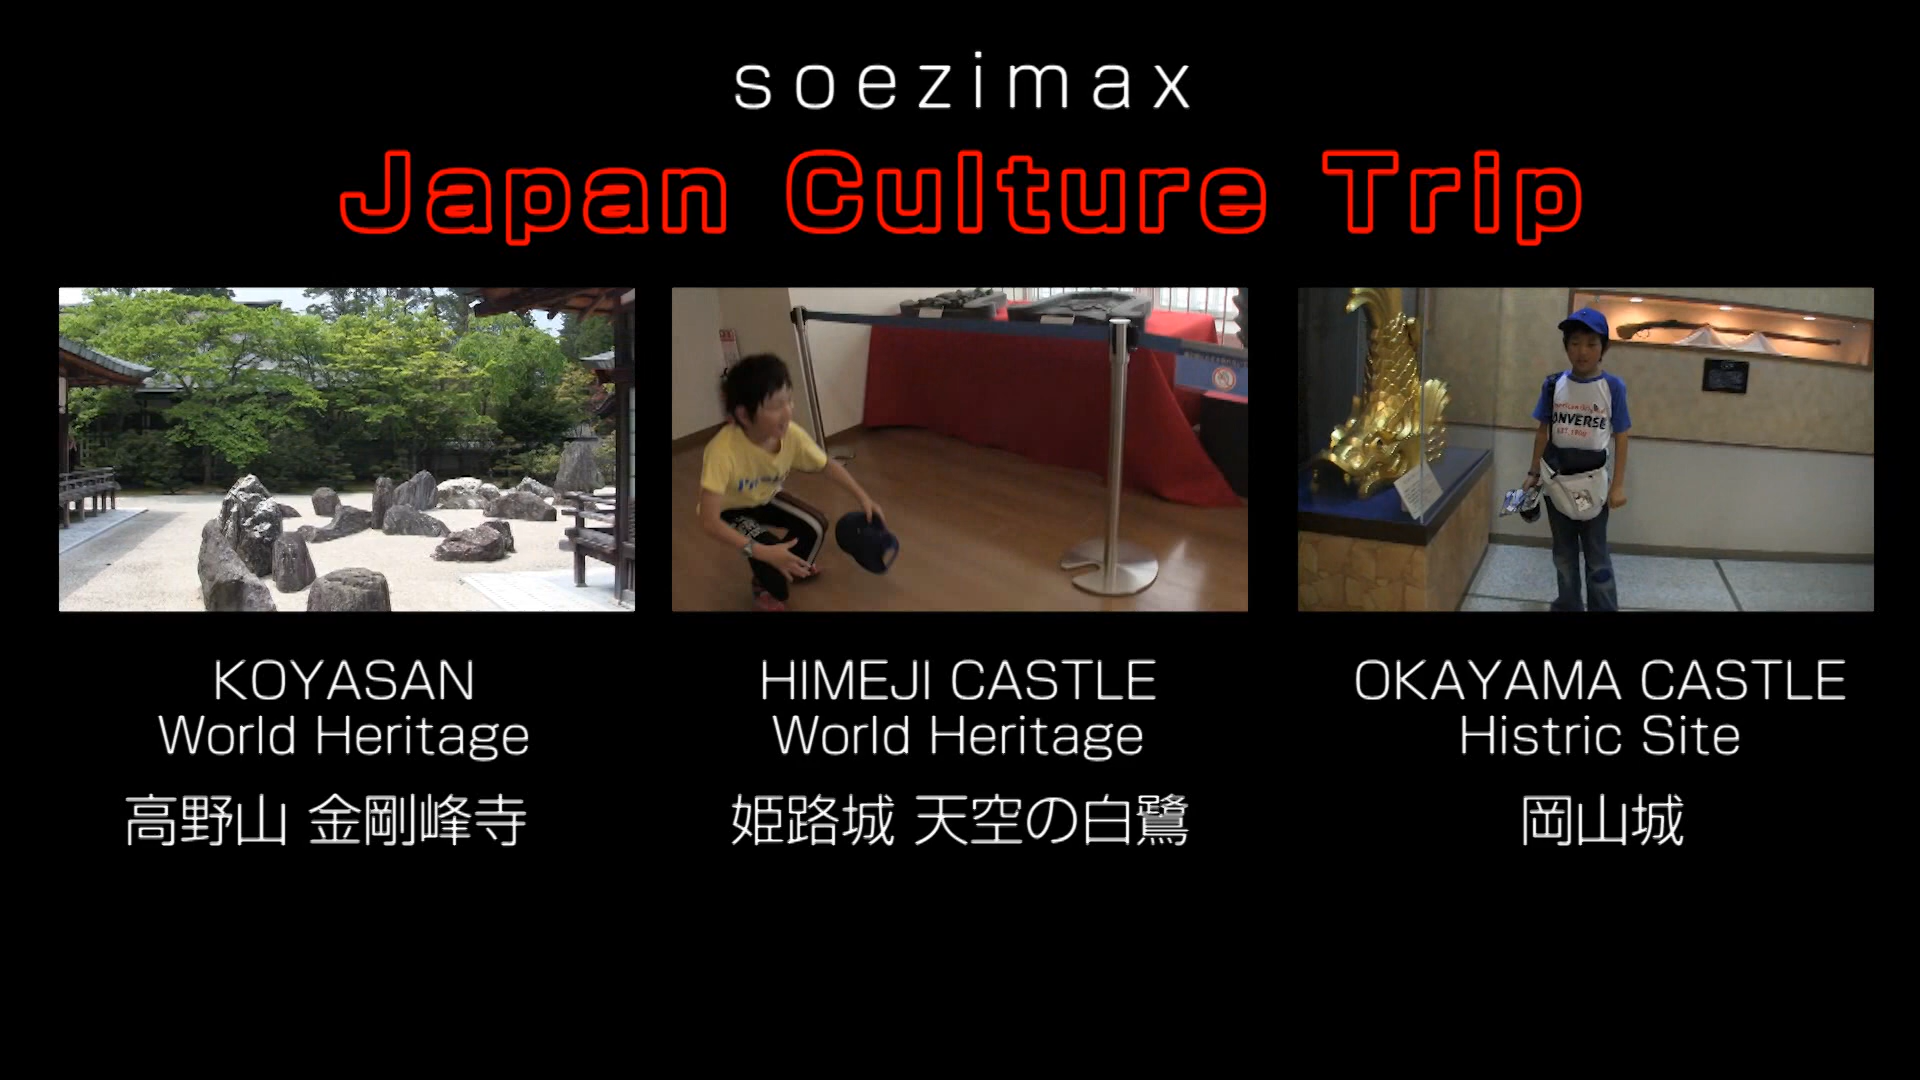 soezimax
Japan Culture Trip
ONVERSE
KOYASAN
World Heritage
高野山 金剛峰寺
HIMEJI CASTLE
World Heritage
姫路城 天空の白鷺
OKAYAMA CASTLE
Histric Site
岡山城